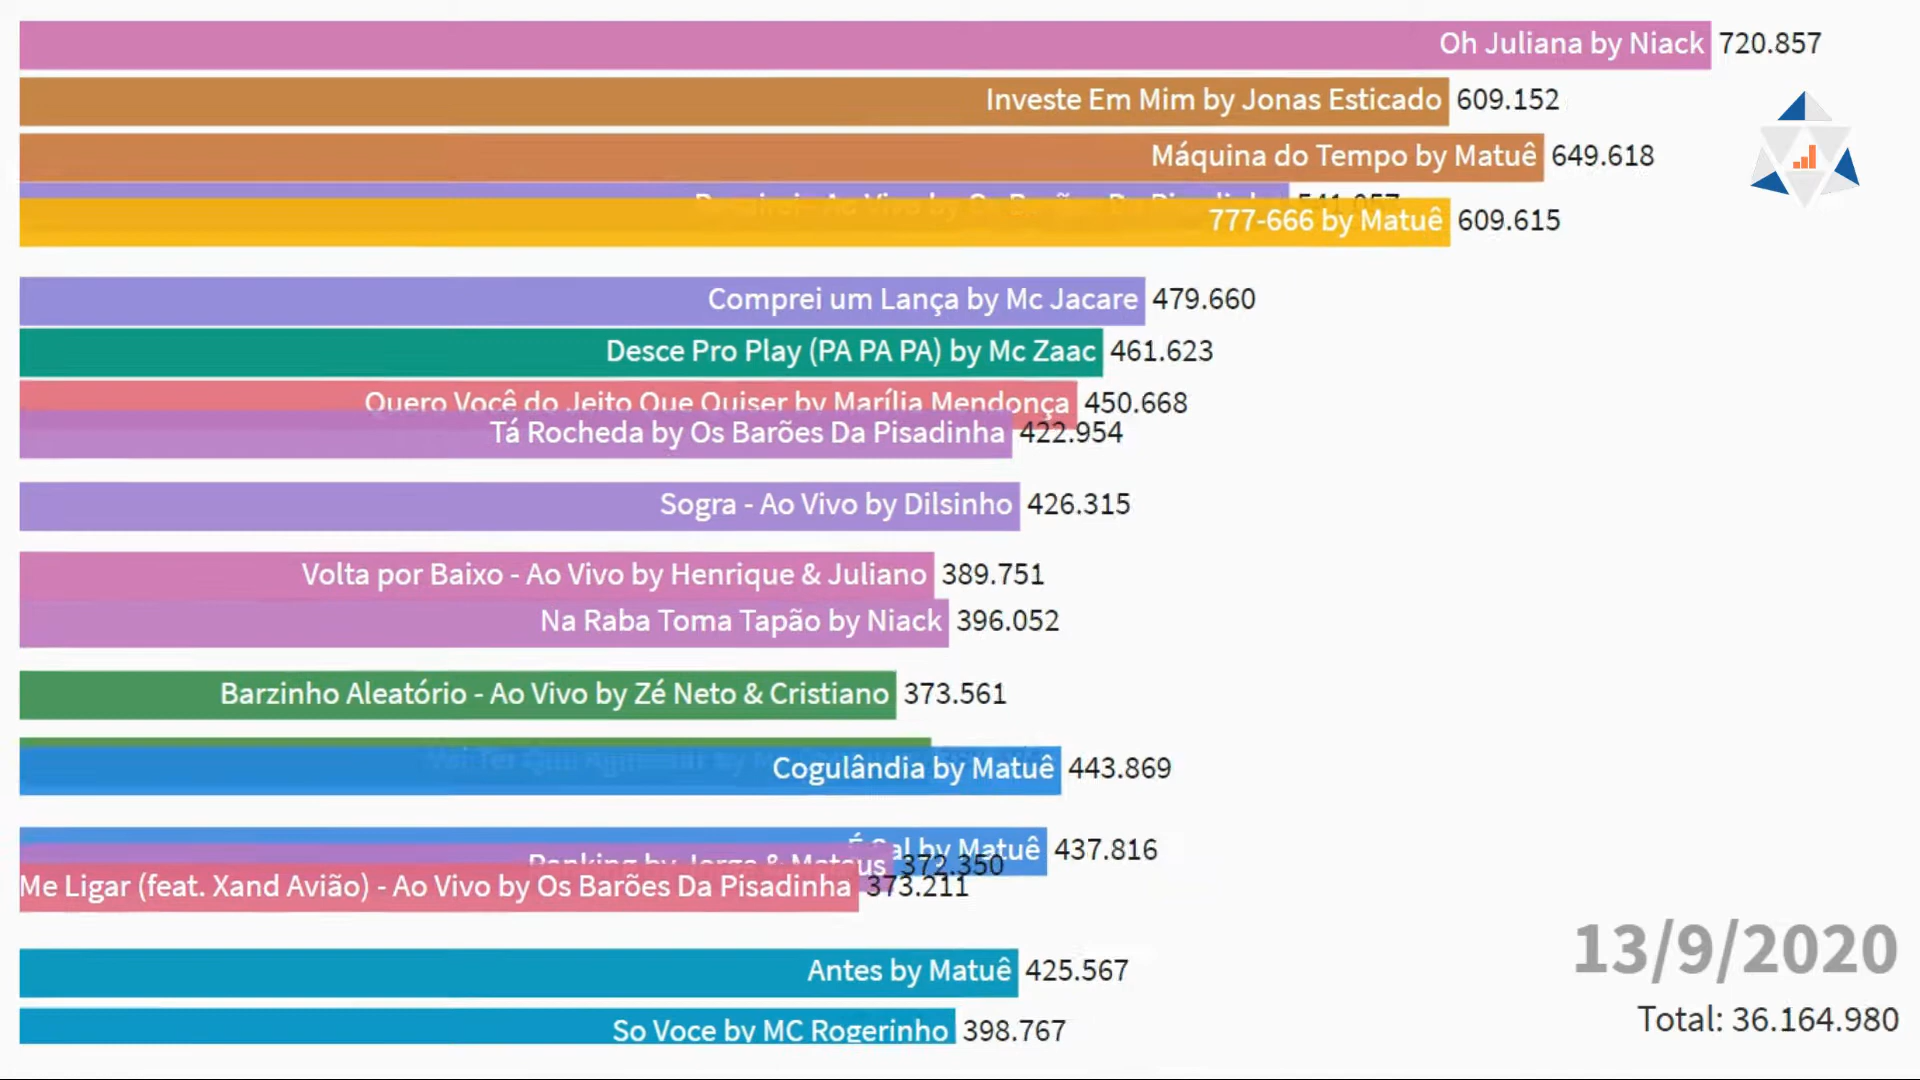 Oh Juliana by Niack 720.857
Investe Em Mim by Jonas Esticado 609.152
Máquina do Tempo by Matuê 649.618
777-666 by Matuê 609.615
Comprei um Lança by Mc Jacare 479.660
Desce Pro Play (PA PA PA) by Mc Zaac 461.623
Quero Você do Jeito Que Quiser by Marília Mendonça 450.668
Tá Rocheda by Os Barões Da Pisadinha 422.954
Sogra - Ao Vivo by Dilsinho 426.315
Volta por Baixo - Ao Vivo by Henrique & Juliano 389.751
Na Raba Toma Tapão by Niack 396.052
Barzinho Aleatório - Ao Vivo by Zé Neto & Cristiano 373.561
Cogulândia by Matuê 443.869
by Matuê 437.816
Ranking by Jorge & Mateus 372.350
Me Ligar (feat. Xand Avião) - Ao Vivo by Os Barões Da Pisadinha 373.211
Antes by Matuê 425.567
So Voce by MC Rogerinho 398.767
13/9/2020
Total: 36.164.980